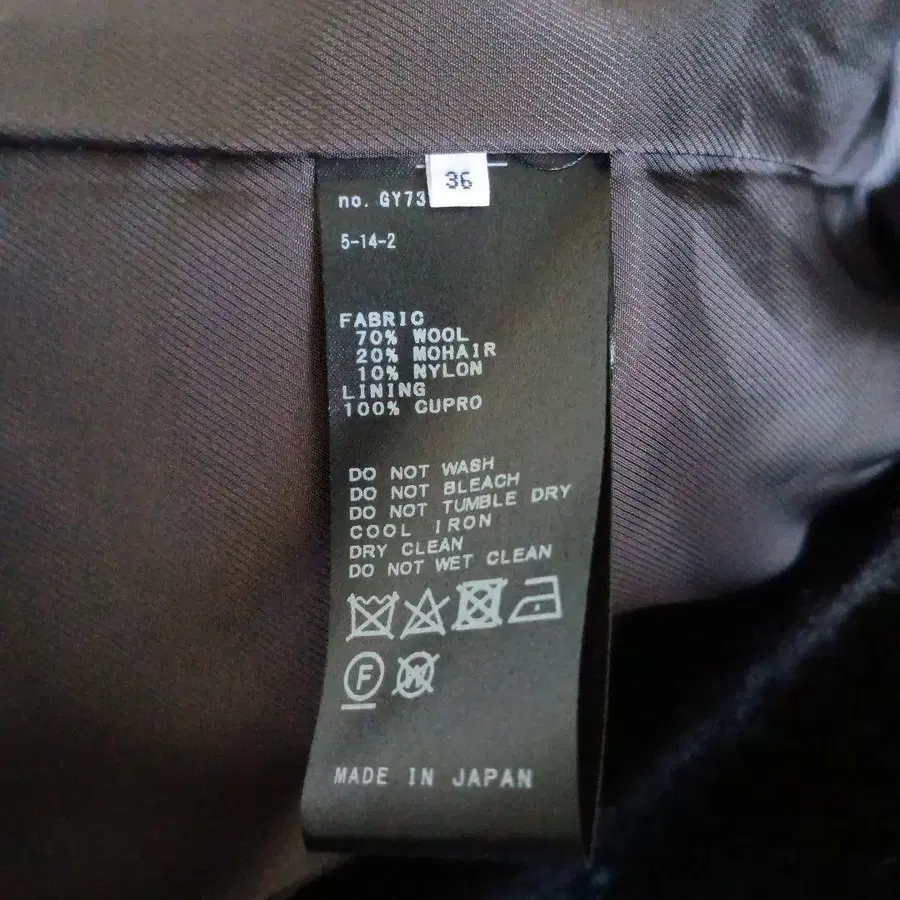 36
no. GY73
5-14-2
FABRIC
70% WOOL
20% MOHAIR
10% NYLON
LINING
100% CUPRO
DO NOT WASH
DO NOT BLEACH
DO NOT TUMBLE DRY
COOL IRON
DRY CLEAN
DO NOT WET CLEAN
F W
MADE IN JAPAN